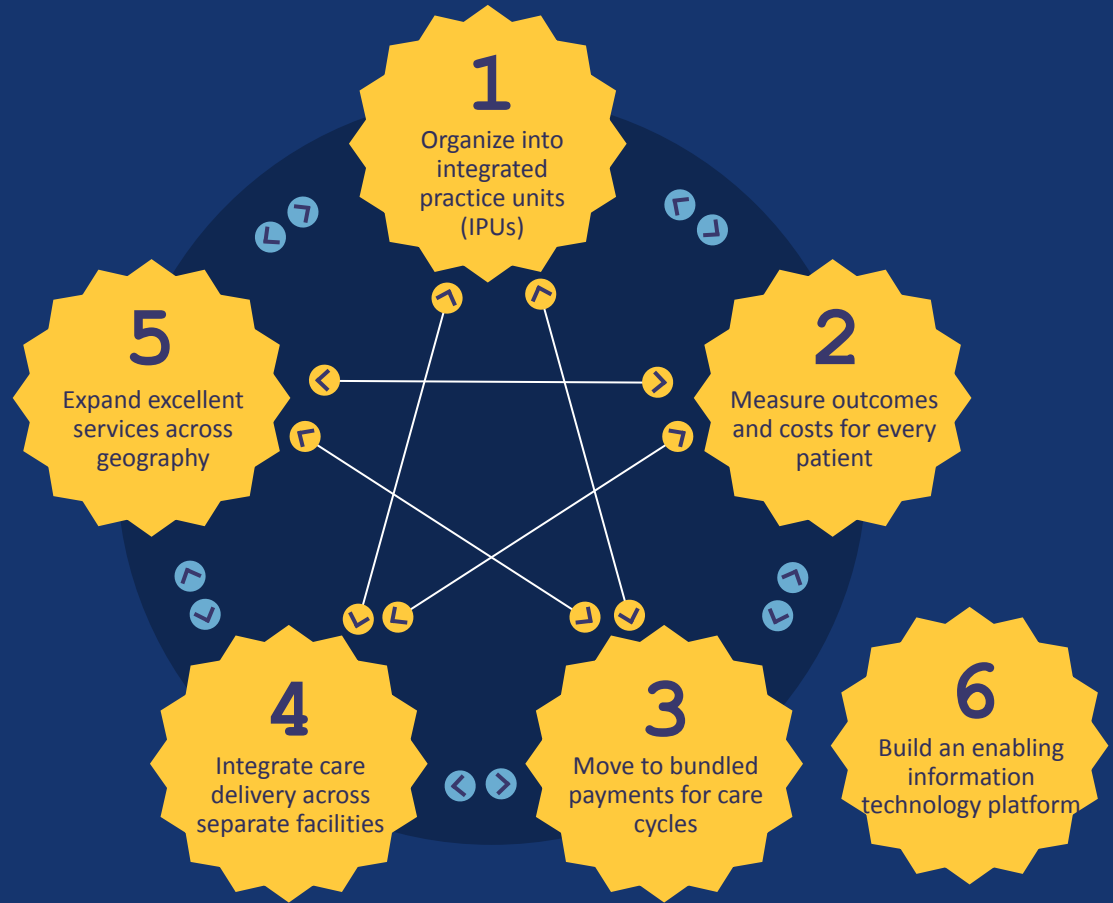 1
Organize into
integrated
practice units
(IPUs)
5
Expand excellent
services across
geography
2
Measure outcomes
and costs for every
patient
4
Integrate care
delivery across
separate facilities
3
Move to bundled
payments for care
cycles
6
Build an enabling
information
technology platform